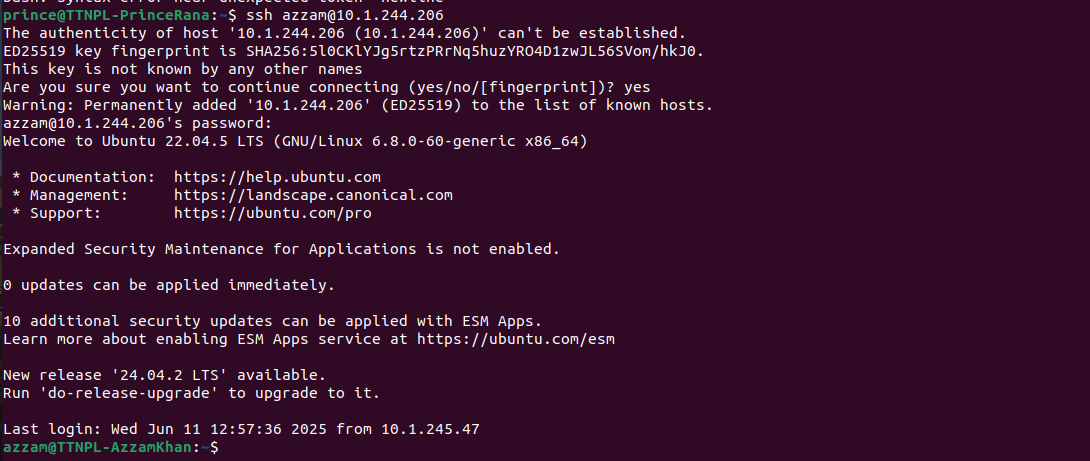 prince@TTNPL-PrinceRana:~$ ssh azzam@10.1.244.206
The authenticity of host '10.1.244.206 (10.1.244.206)' can't be established.
ED25519 key fingerprint is SHA256:5l0CKlYJg5rtzPRrNq5huzYRO4D1zwJL56SVom/hkJ0.
This key is not known by any other names
Are you sure you want to continue connecting (yes/no/[fingerprint])? yes
Warning: Permanently added '10.1.244.206' (ED25519) to the list of known hosts.
azzam@10.1.244.206's password:
Welcome to Ubuntu 22.04.5 LTS (GNU/Linux 6.8.0-60-generic x86_64)
* Documentation:  https://help.ubuntu.com
* Management:     https://landscape.canonical.com
* Support:        https://ubuntu.com/pro
Expanded Security Maintenance for Applications is not enabled.
0 updates can be applied immediately.
10 additional security updates can be applied with ESM Apps.
Learn more about enabling ESM Apps service at https://ubuntu.com/esm
New release '24.04.2 LTS' available.
Run 'do-release-upgrade' to upgrade to it.
Last login: Wed Jun 11 12:57:36 2025 from 10.1.245.47
azzam@TTNPL-AzzamKhan:~$